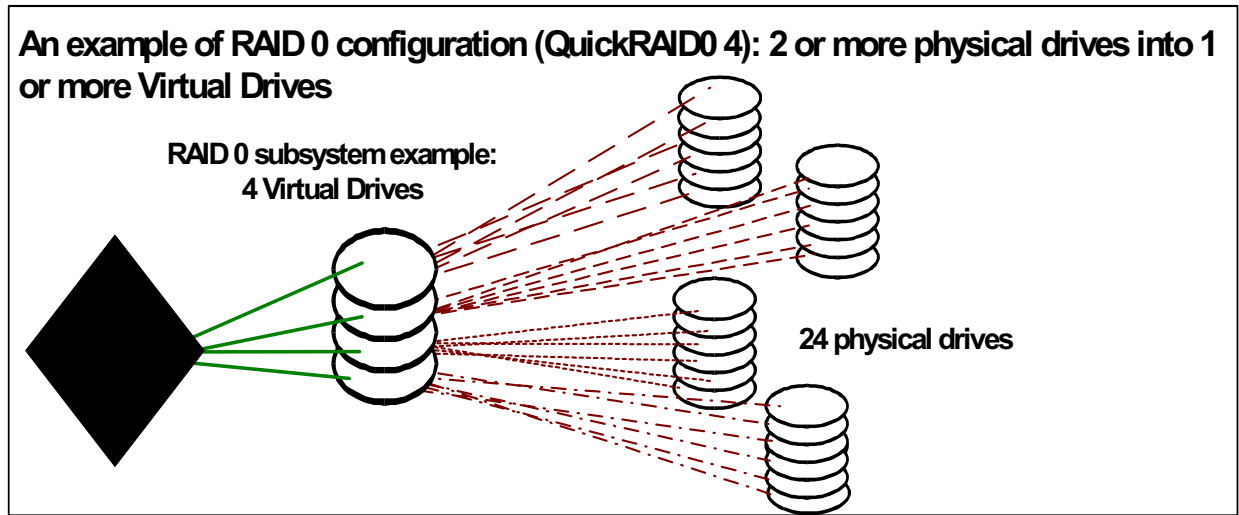 An example of RAID 0 configuration (QuickRAID0 4): 2 or more physical drives into 1
or more Virtual Drives
RAID 0 subsystem example:
4 Virtual Drives
24 physical drives